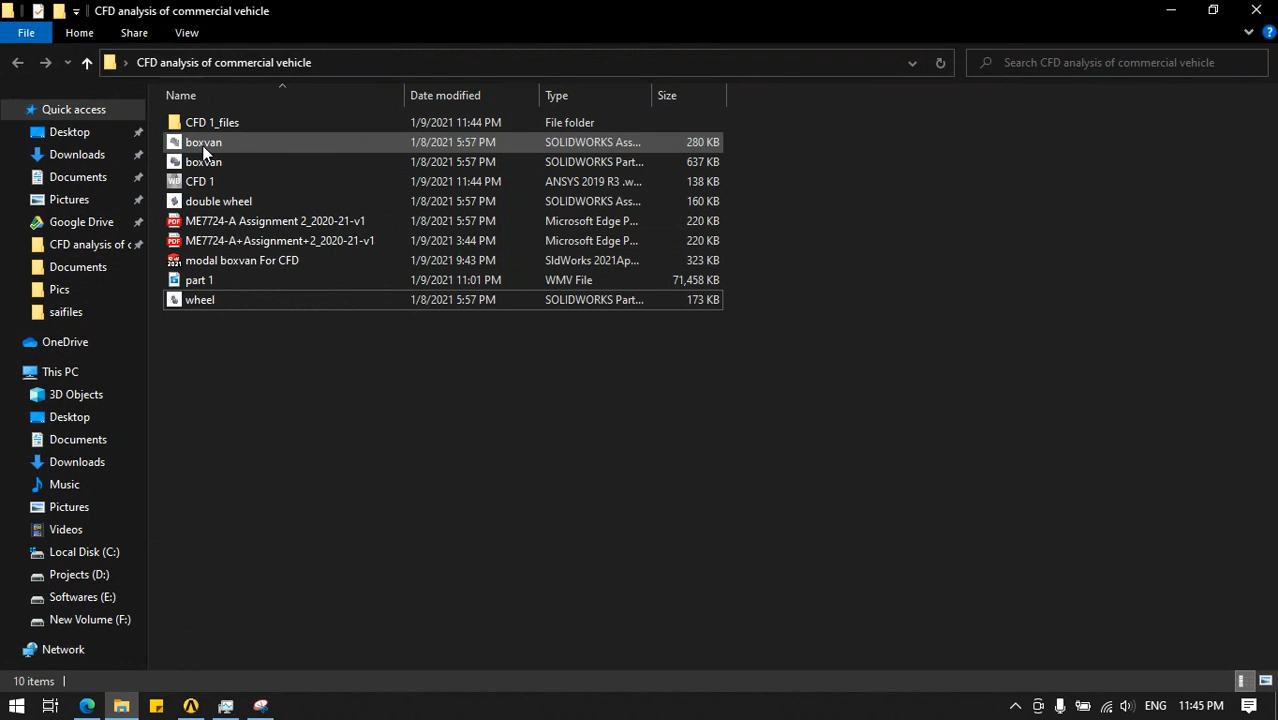 CFD analysis of commercial vehicle
File Home Share View
CFD analysis of commercial vehicle
Search CFD analysis of commercial vehicle
Name Date modified Type Size
Quick access
Desktop
Downloads
Documents
Pictures
Google Drive
CFD analysis of c
Documents
Pics
saifiles
OneDrive
This PC
3D Objects
Desktop
Documents
Downloads
Music
Pictures
Videos
Local Disk (C:)
Projects (D:)
Softwares (E:)
New Volume (F:)
Network
CFD 1_files 1/9/2021 11:44 PM File folder
boxvan 1/8/2021 5:57 PM SOLIDWORKS Ass... 280 KB
boxvan 1/8/2021 5:57 PM SOLIDWORKS Part... 637 KB
CFD 1 1/9/2021 11:44 PM ANSYS 2019 R3 .w... 138 KB
double wheel 1/8/2021 5:57 PM SOLIDWORKS Ass... 160 KB
ME7724-A Assignment 2_2020-21-v1 1/8/2021 5:57 PM Microsoft Edge P... 220 KB
ME7724-A+Assignment+2_2020-21-v1 1/9/2021 3:44 PM Microsoft Edge P... 220 KB
modal boxvan For CFD 1/9/2021 9:43 PM SldWorks 2021Ap... 323 KB
part 1 1/9/2021 11:01 PM WMV File 71,458 KB
wheel 1/8/2021 5:57 PM SOLIDWORKS Part... 173 KB
10 items
ENG 11:45 PM